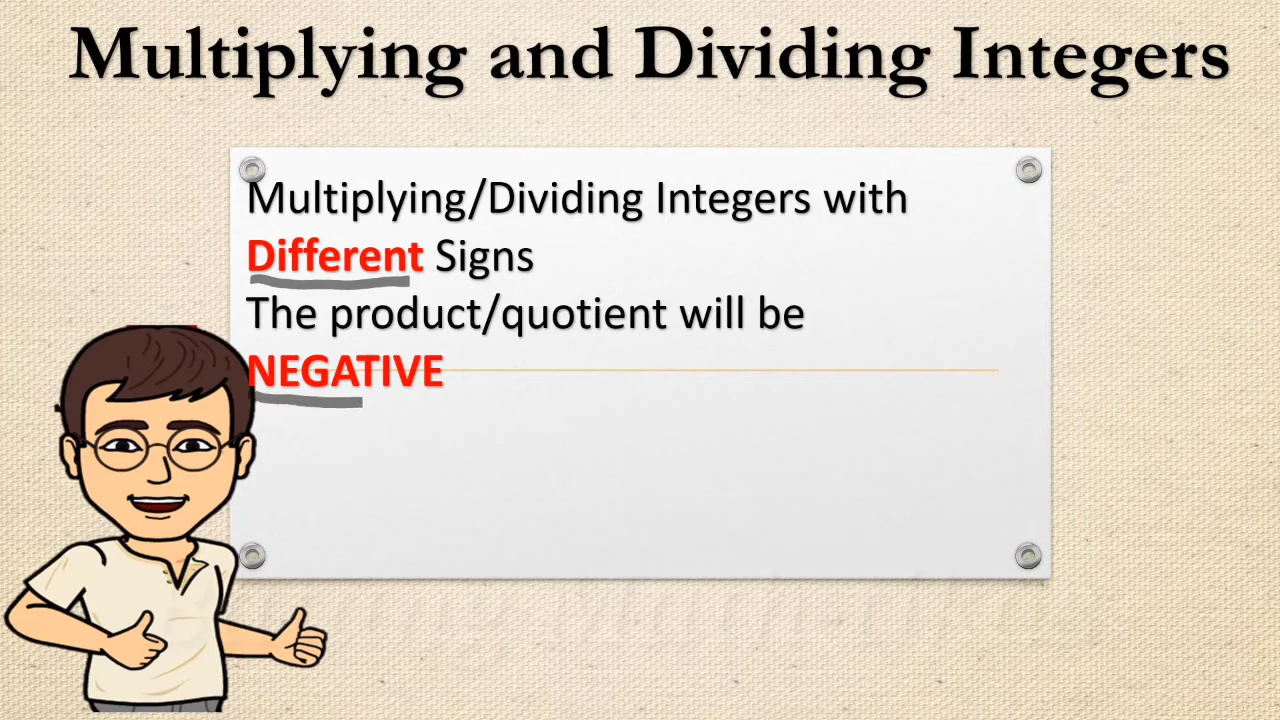 Multiplying and Dividing Integers
Multiplying/Dividing Integers with
Different Signs
The product/quotient will be
NEGATIVE